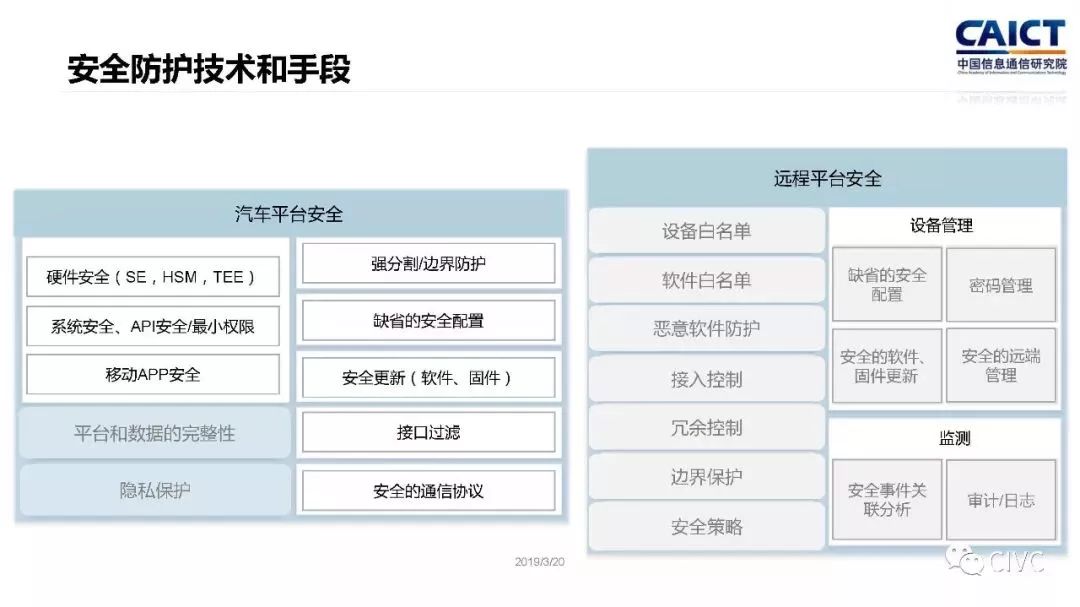 安全防护技术和手段
CAICT
中国信息通信研究院
China Academy of Information and Communications Technology
汽车平台安全
硬件安全（SE，HSM，TEE）
系统安全、API安全/最小权限
移动APP安全
平台和数据的完整性
隐私保护
强分割/边界防护
缺省的安全配置
安全更新（软件、固件）
接口过滤
安全的通信协议
远程平台安全
设备白名单
软件白名单
恶意软件防护
接入控制
冗余控制
边界保护
安全策略
设备管理
缺省的安全
配置
密码管理
安全的软件、
固件更新
安全的远端
管理
监测
安全事件关
联分析
审计/日志
2019/3/20
CIVC